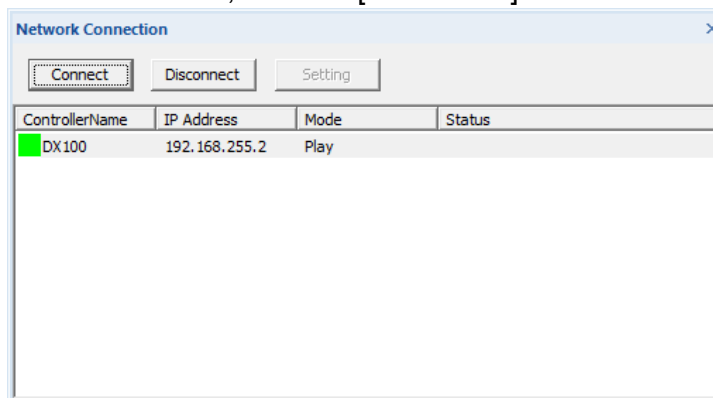 Network Connection
Connect Disconnect Setting
ControllerName IP Address Mode Status
DX100 192.168.255.2 Play